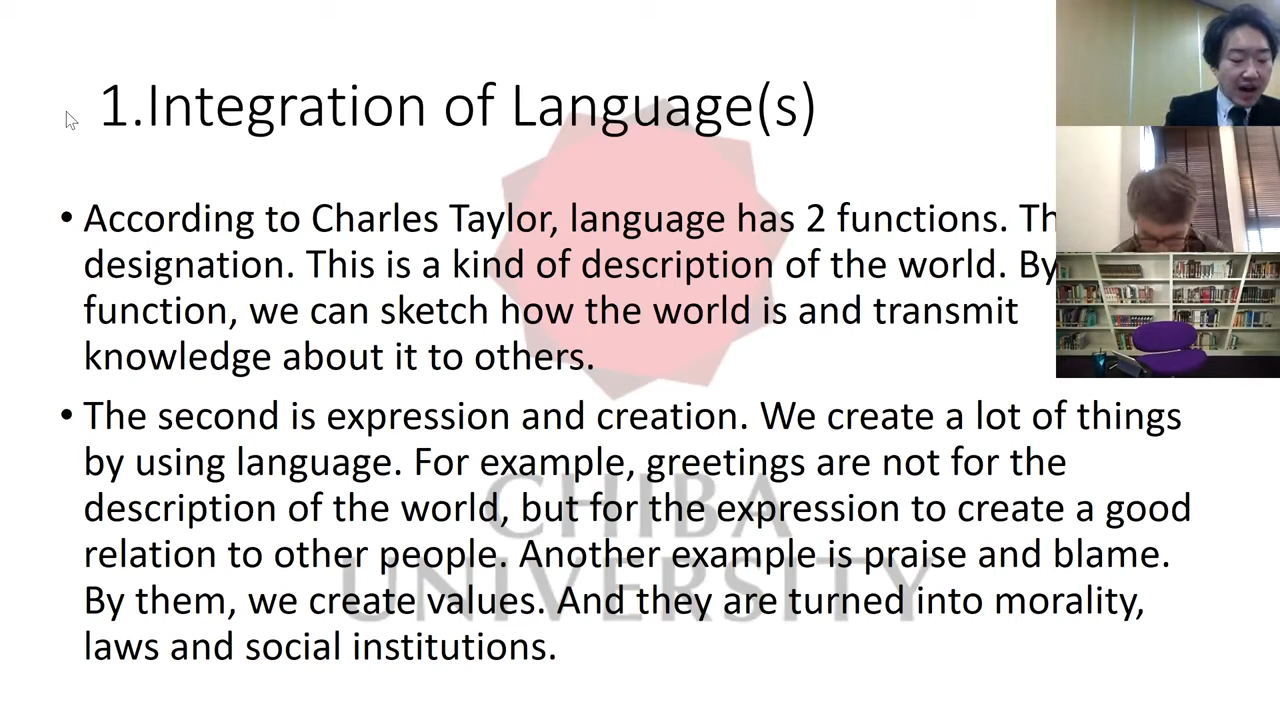 1.Integration of Language(s)
• According to Charles Taylor, language has 2 functions.
designation. This is a kind of description of the world. By
function, we can sketch how the world is and transmit
knowledge about it to others.
• The second is expression and creation. We create a lot of things
by using language. For example, greetings are not for the
description of the world, but for the expression to create a good
relation to other people. Another example is praise and blame.
By them, we create values. And they are turned into morality,
laws and social institutions.
CHIBA
UNIVERSITY